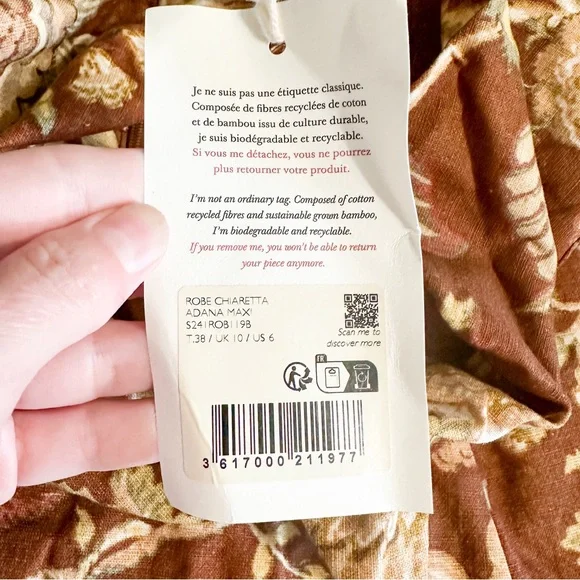 Je ne suis pas une étiquette classique.
Composée de fibres recyclées de coton
et de bambou issu de culture durable,
je suis biodégradable et recyclable.
Si vous me détachez, vous ne pourrez
plus retourner votre produit.
I'm not an ordinary tag. Composed of cotton
recycled fibres and sustainable grown bamboo,
I'm biodegradable and recyclable.
If you remove me, you won't be able to return
your piece anymore.
ROBE CHIARETTA
ADANA MAXI
S241ROB119B
T.38 / UK 10 / US 6
Scan me to
discover more
FR
3 617000 211977